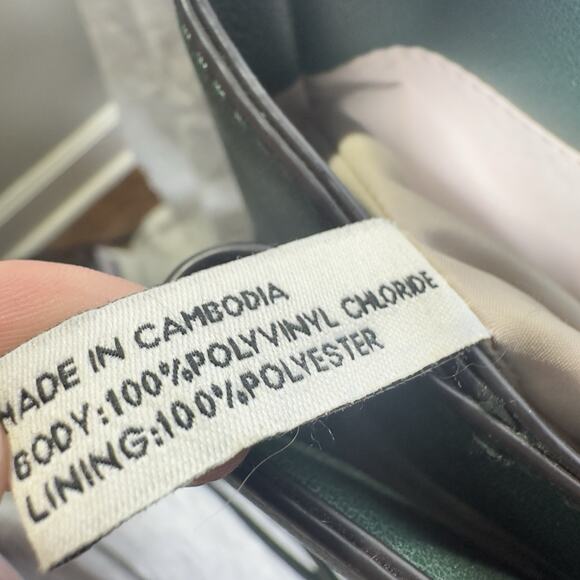 MADE IN CAMBODIA
BODY:100%POLYVINYL CHLORIDE
LINING:100%POLYESTER